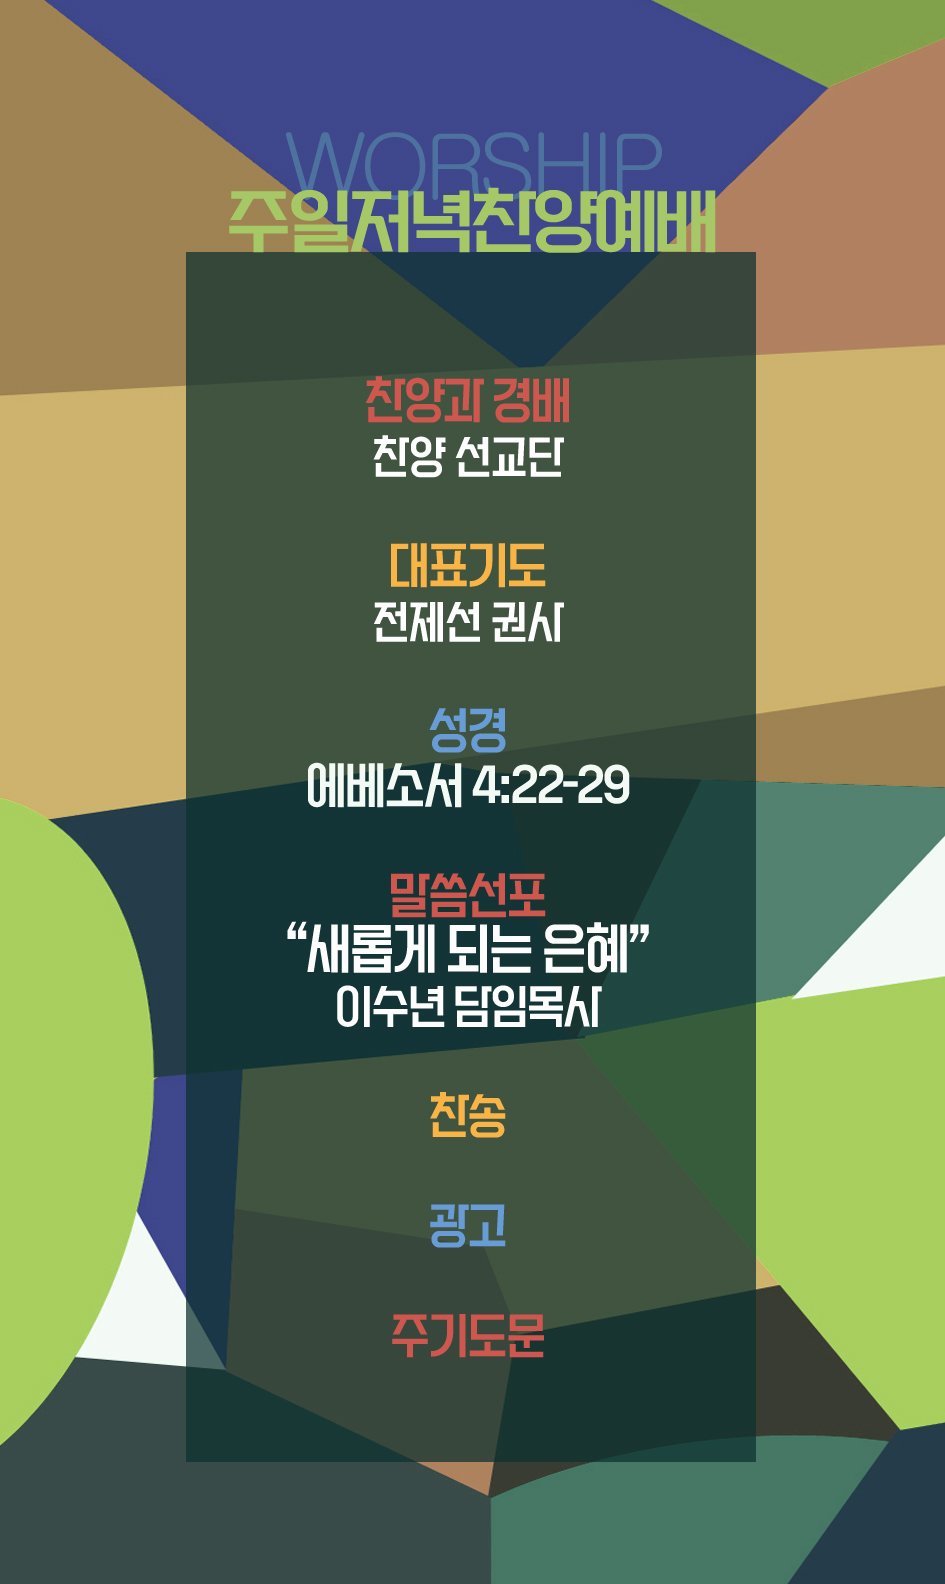 WORSHIP
주일저녁찬양예배
찬양과 경배
찬양 선교단
대표기도
전제선 권사
성경
에베소서 4:22-29
말씀선포
“새롭게 되는 은혜”
이수년 담임목사
찬송
광고
주기도문